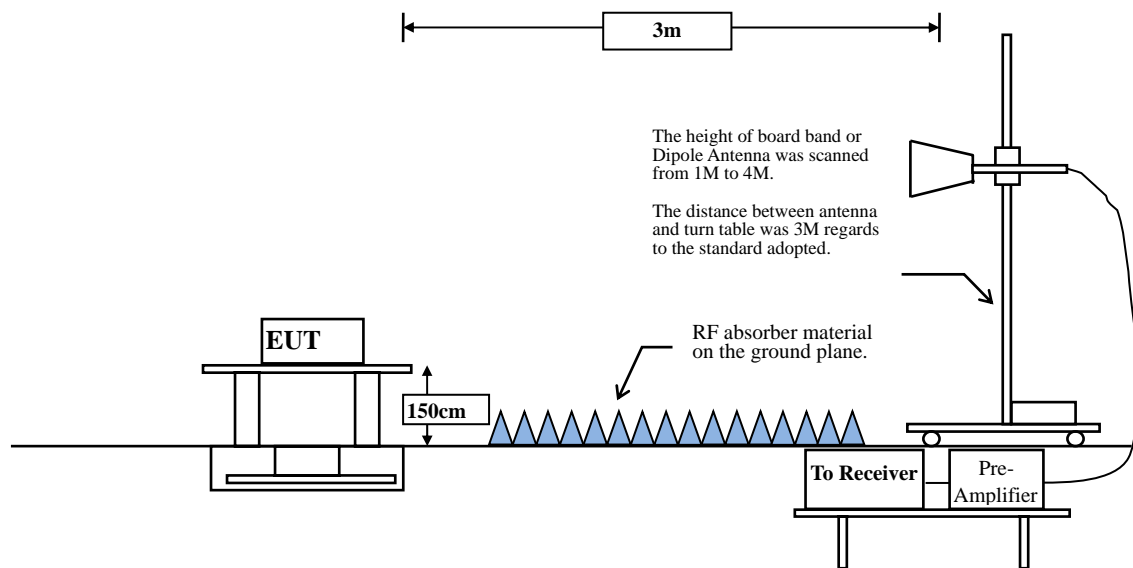 3m
The height of board band or
Dipole Antenna was scanned
from 1M to 4M.
The distance between antenna
and turn table was 3M regards
to the standard adopted.
EUT
RF absorber material
on the ground plane.
150cm
To Receiver
Pre-
Amplifier